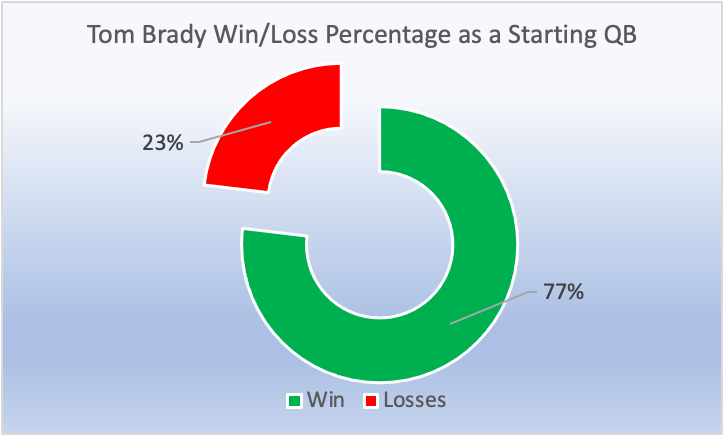 Tom Brady Win/Loss Percentage as a Starting QB
23%
77%
Win Losses